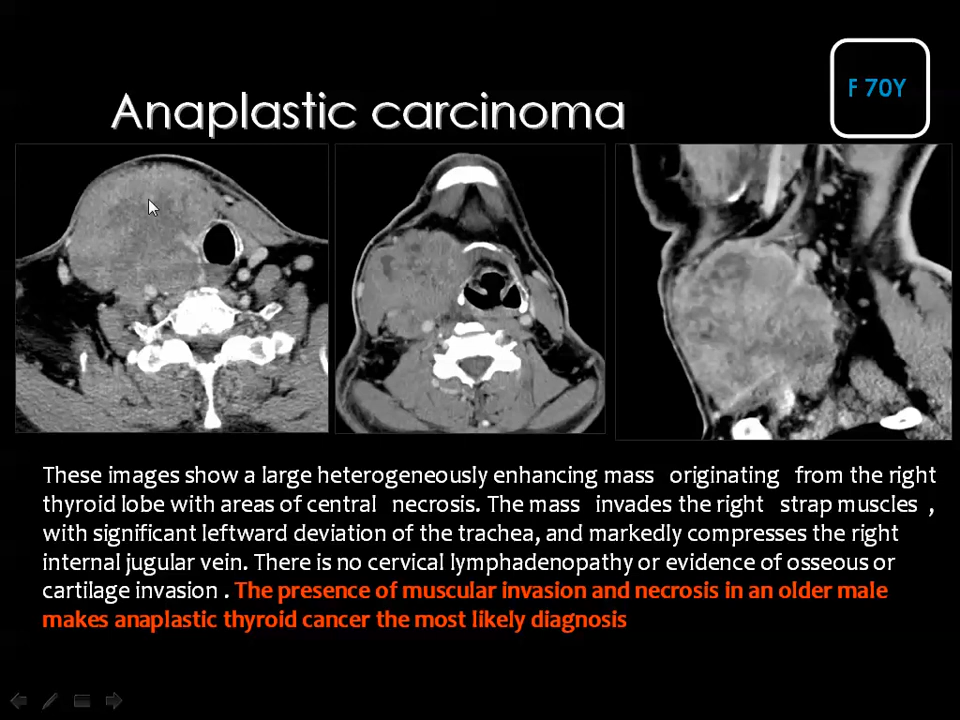 F 70Y
Anaplastic carcinoma
These images show a large heterogeneously enhancing mass originating from the right
thyroid lobe with areas of central necrosis. The mass invades the right strap muscles ,
with significant leftward deviation of the trachea, and markedly compresses the right
internal jugular vein. There is no cervical lymphadenopathy or evidence of osseous or
cartilage invasion . The presence of muscular invasion and necrosis in an older male
makes anaplastic thyroid cancer the most likely diagnosis